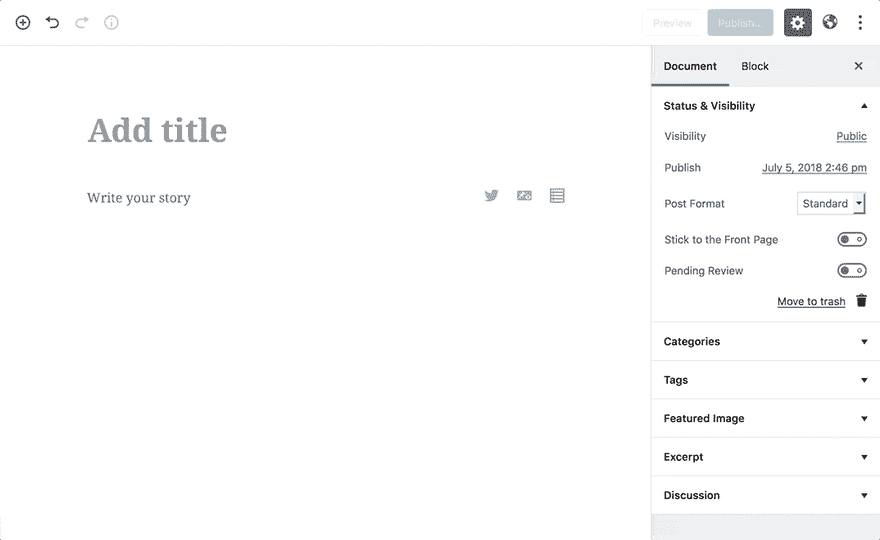 Preview
Publish...
Document Block
Status & Visibility
Visibility Public
Publish July 5, 2018 2:46 pm
Post Format Standard
Stick to the Front Page
Pending Review
Move to trash
Categories
Tags
Featured Image
Excerpt
Discussion
Add title
Write your story